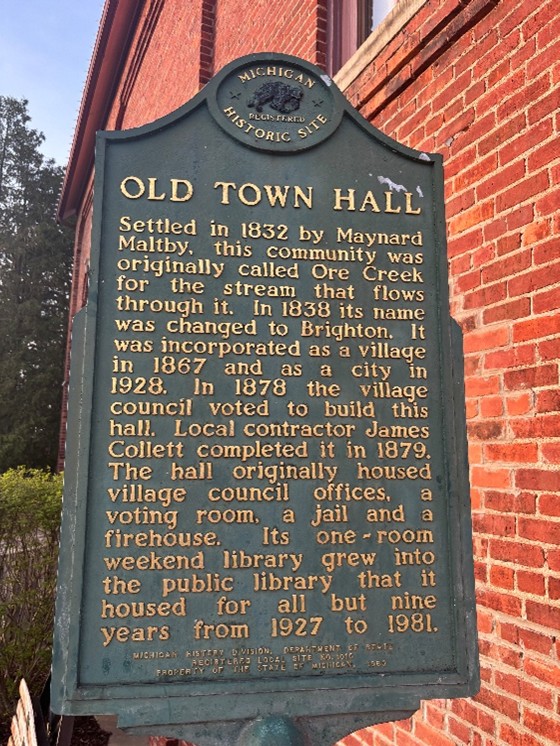 MICHIGAN
REGISTERED
HISTORIC SITE
OLD TOWN HALL
Settled in 1832 by Maynard
Maltby, this community was
originally called Ore Creek
for the stream that flows
through it. In 1838 its name
was changed to Brighton. It
was incorporated as a village
in 1867 and as a city in
1928. In 1878 the village
council voted to build this
hall. Local contractor James
Collett completed it in 1879.
The hall originally housed
village council offices, a
voting room, a jail and a
firehouse. Its one-room
weekend library grew into
the public library that it
housed for all but nine
years from 1927 to 1981.
MICHIGAN HISTORY DIVISION, DEPARTMENT OF STATE
REGISTERED LOCAL SITE NO.
PROPERTY OF THE STATE OF MICHIGAN,